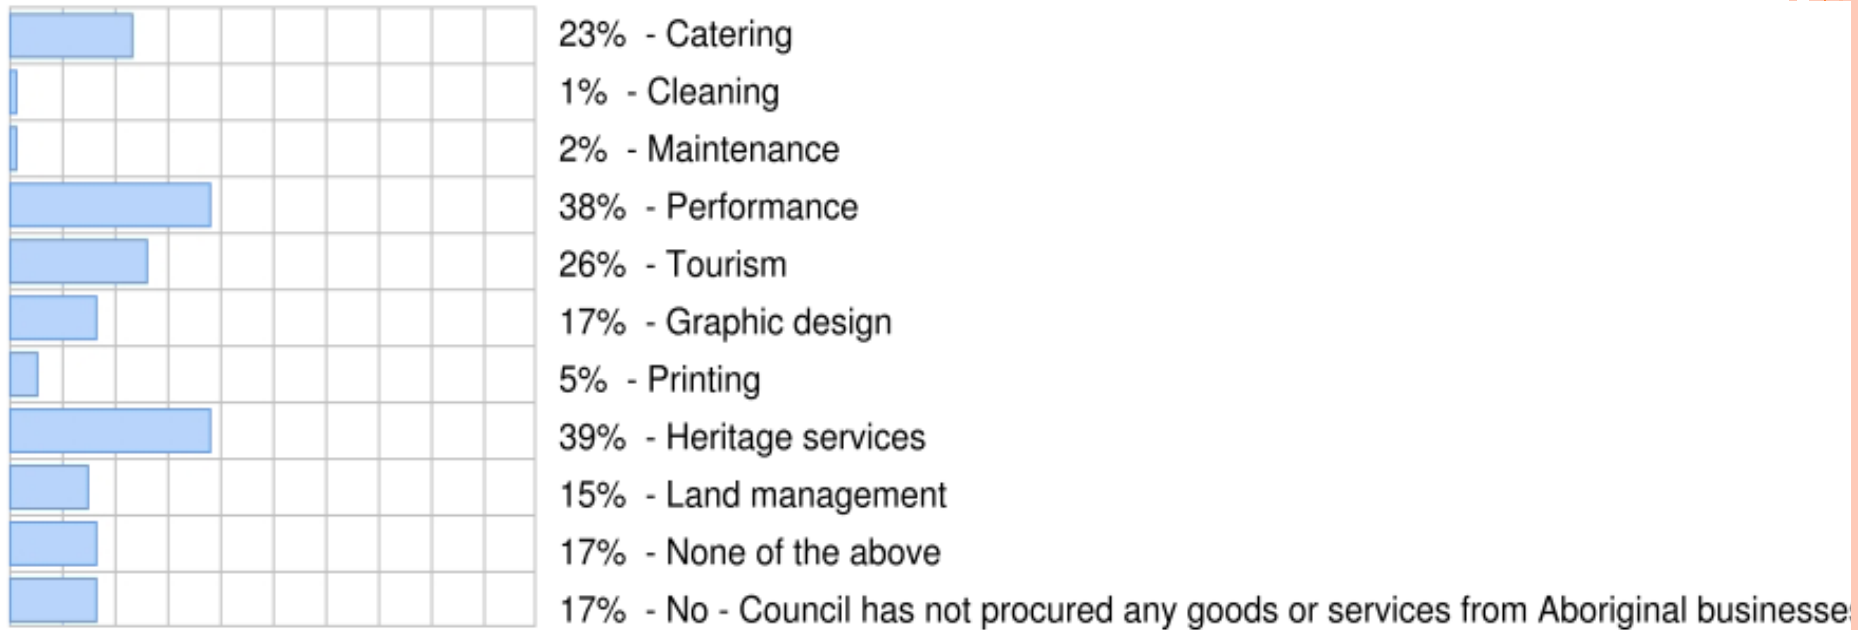 23% - Catering
1% - Cleaning
2% - Maintenance
38% - Performance
26% - Tourism
17% - Graphic design
5% - Printing
39% - Heritage services
15% - Land management
17% - None of the above
17% - No - Council has not procured any goods or services from Aboriginal businesses